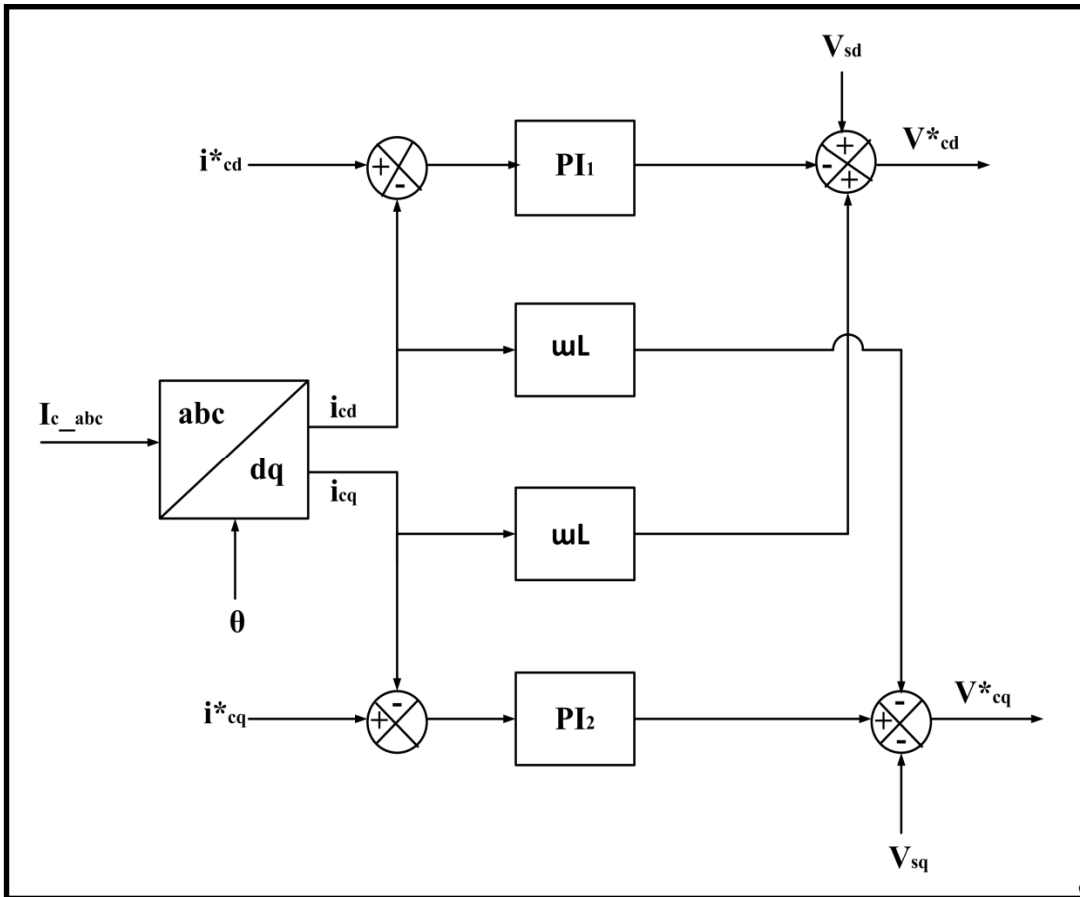 Vsd
i*cd
+
-
PI1
+
-
+
V*cd
ωL
Ic_abc
abc
dq
icd
icq
ωL
θ
i*cq
-
+
PI2
-
+
-
V*cq
Vsq